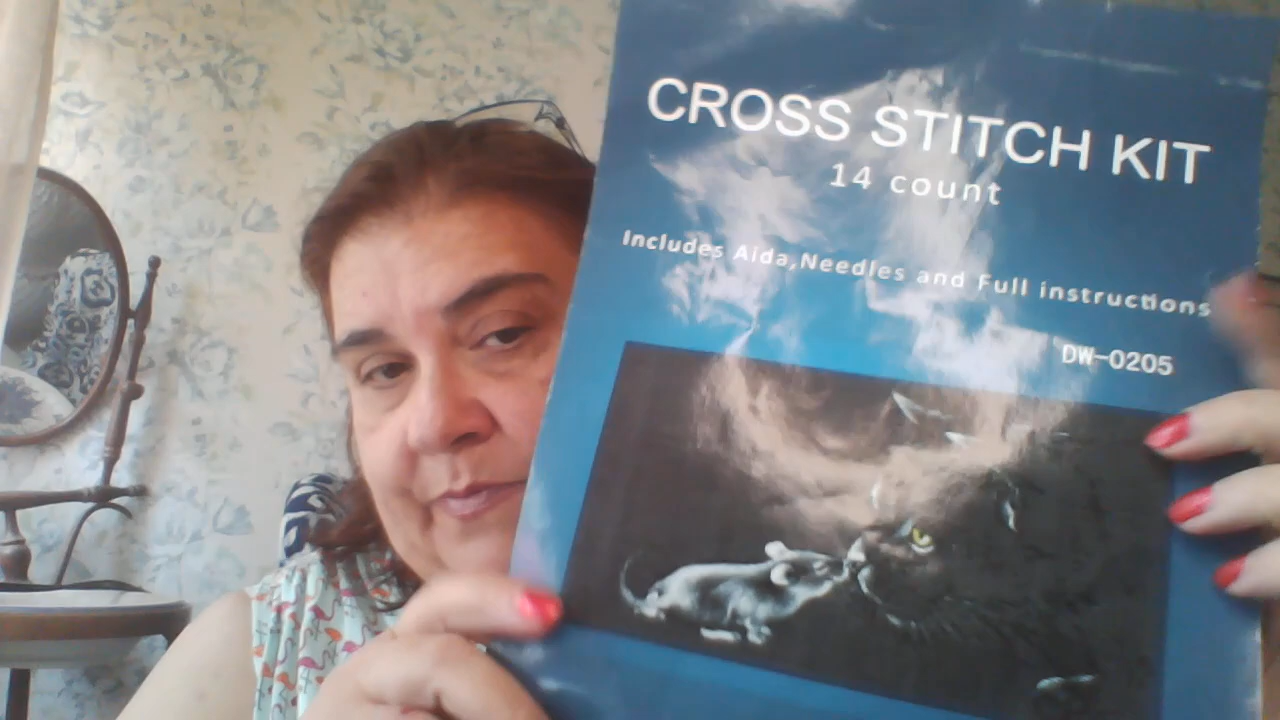 CROSS STITCH KIT
14 count
Includes Aida,Needles and Full instructions
DW-0205